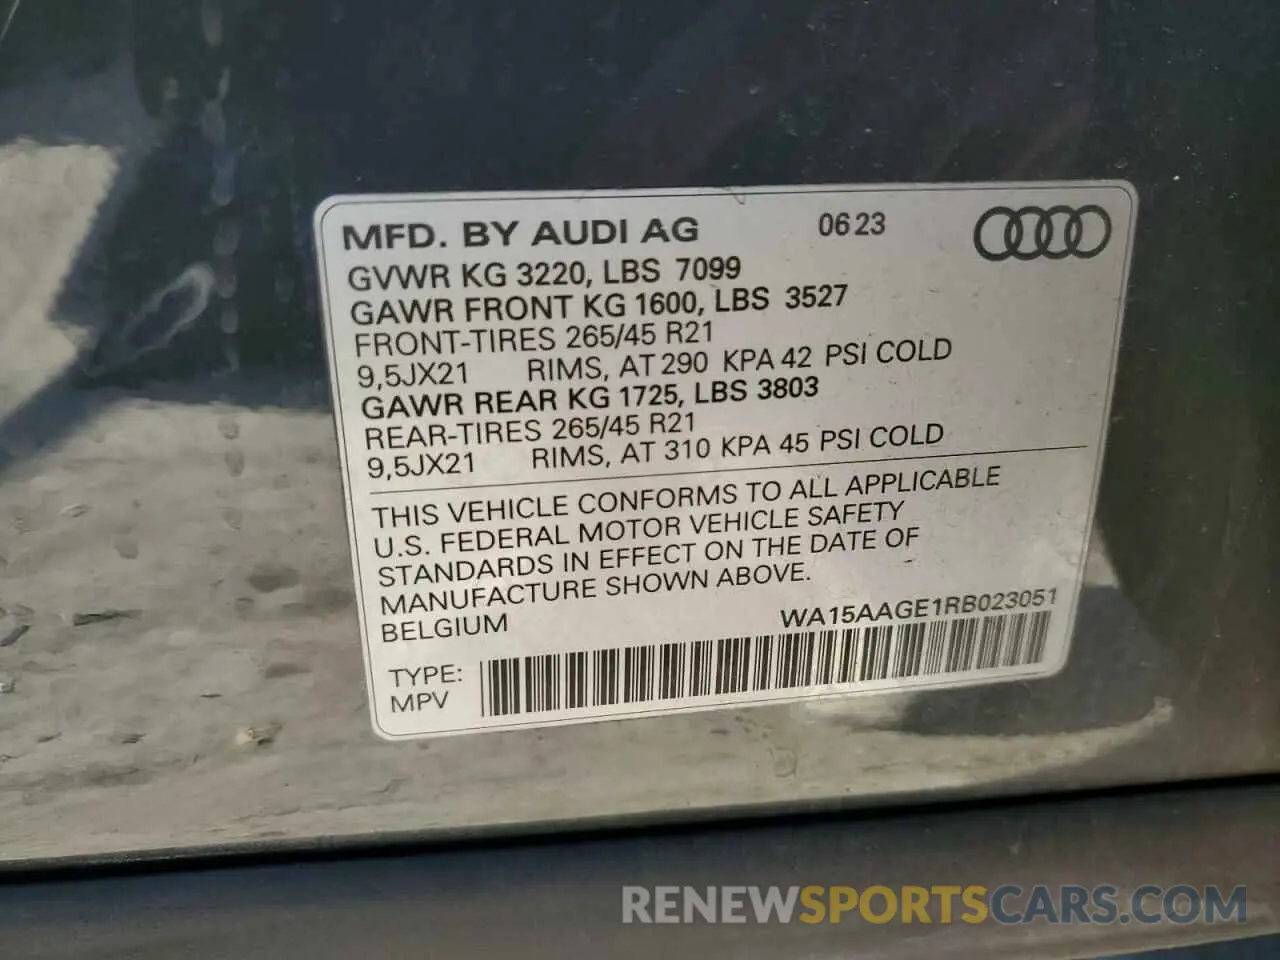 MFD. BY AUDI AG 0623
GVWR KG 3220, LBS 7099
GAWR FRONT KG 1600, LBS 3527
FRONT-TIRES 265/45 R21
9,5JX21 RIMS, AT 290 KPA 42 PSI COLD
GAWR REAR KG 1725, LBS 3803
REAR-TIRES 265/45 R21
9,5JX21 RIMS, AT 310 KPA 45 PSI COLD
THIS VEHICLE CONFORMS TO ALL APPLICABLE
U.S. FEDERAL MOTOR VEHICLE SAFETY
STANDARDS IN EFFECT ON THE DATE OF
MANUFACTURE SHOWN ABOVE.
BELGIUM WA15AAGE1RB023051
TYPE:
MPV
RENEWSPORTSCARS.COM